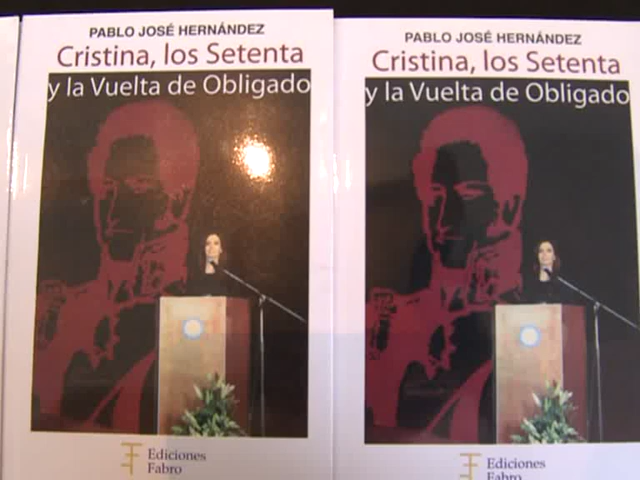 PABLO JOSÉ HERNÁNDEZ
Cristina, los Setenta
y la Vuelta de Obligado
Ediciones
Fabro
PABLO JOSÉ HERNÁNDEZ
Cristina, los Setenta
y la Vuelta de Obligado
Ediciones
Fabro